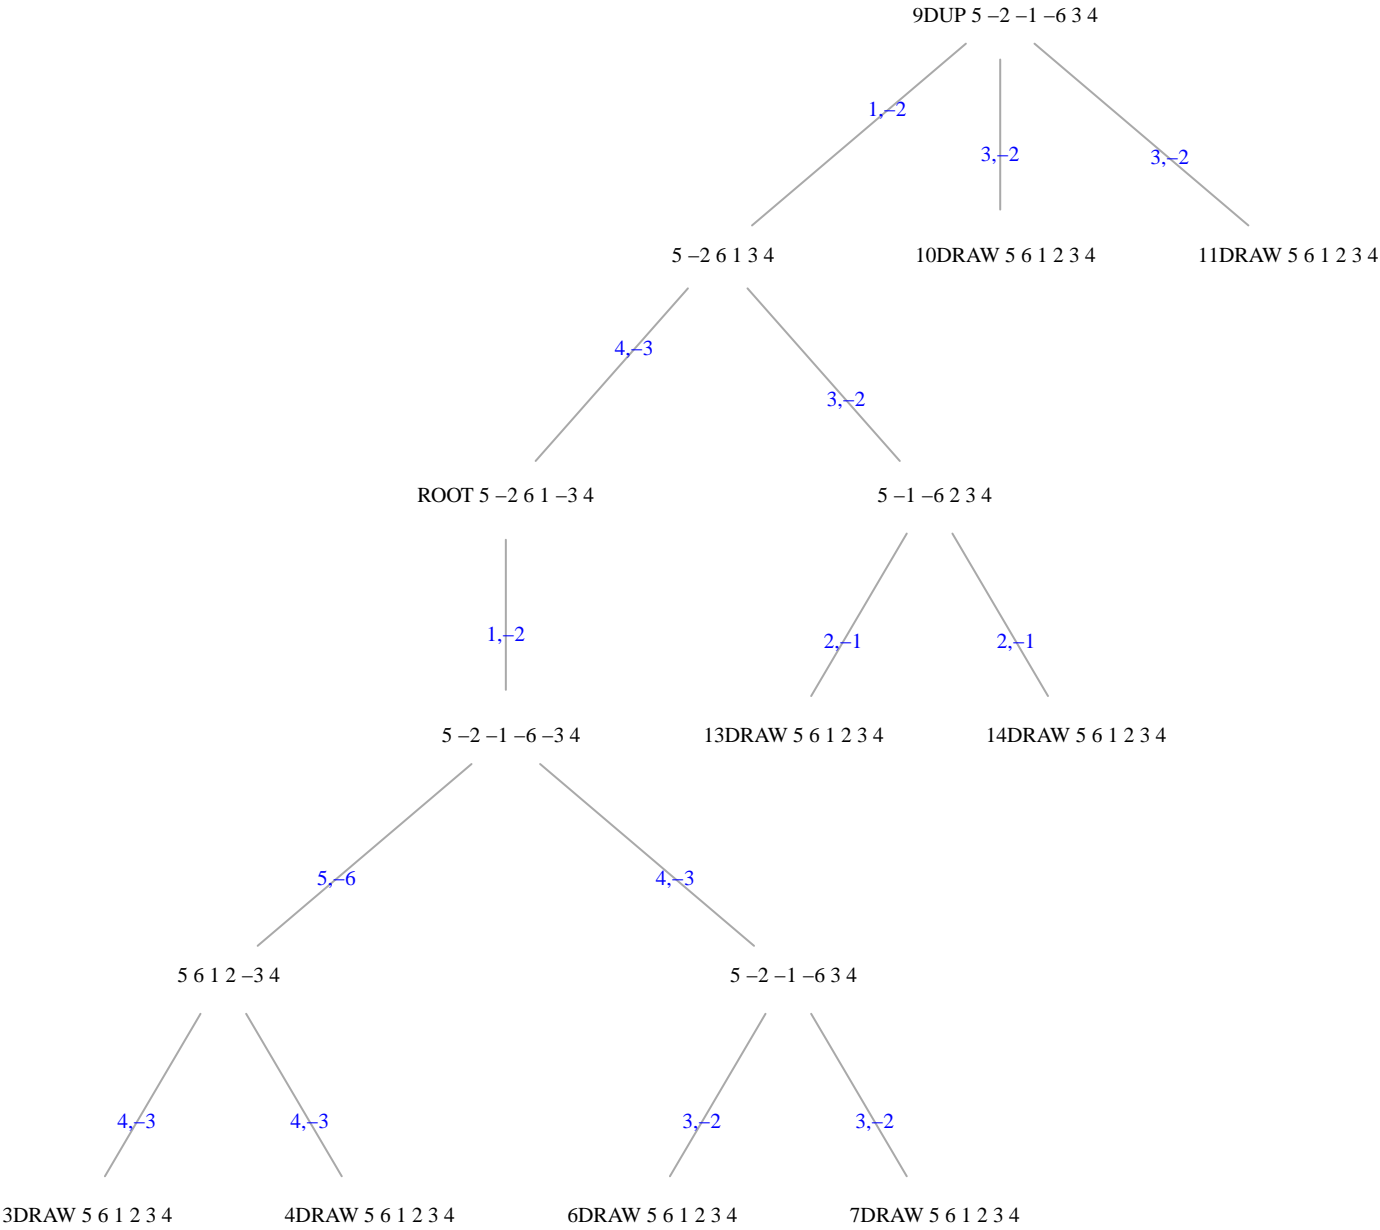 9DUP 5 −2 −1 −6 3 4
1,−2
3,−2
3,−2
5 −2 6 1 3 4
10DRAW 5 6 1 2 3 4
11DRAW 5 6 1 2 3 4
4,−3
3,−2
ROOT 5 −2 6 1 −3 4
5 −1 −6 2 3 4
1,−2
2,−1
2,−1
5 −2 −1 −6 −3 4
13DRAW 5 6 1 2 3 4
14DRAW 5 6 1 2 3 4
5,−6
4,−3
5 6 1 2 −3 4
5 −2 −1 −6 3 4
4,−3
4,−3
3,−2
3,−2
3DRAW 5 6 1 2 3 4
4DRAW 5 6 1 2 3 4
6DRAW 5 6 1 2 3 4
7DRAW 5 6 1 2 3 4